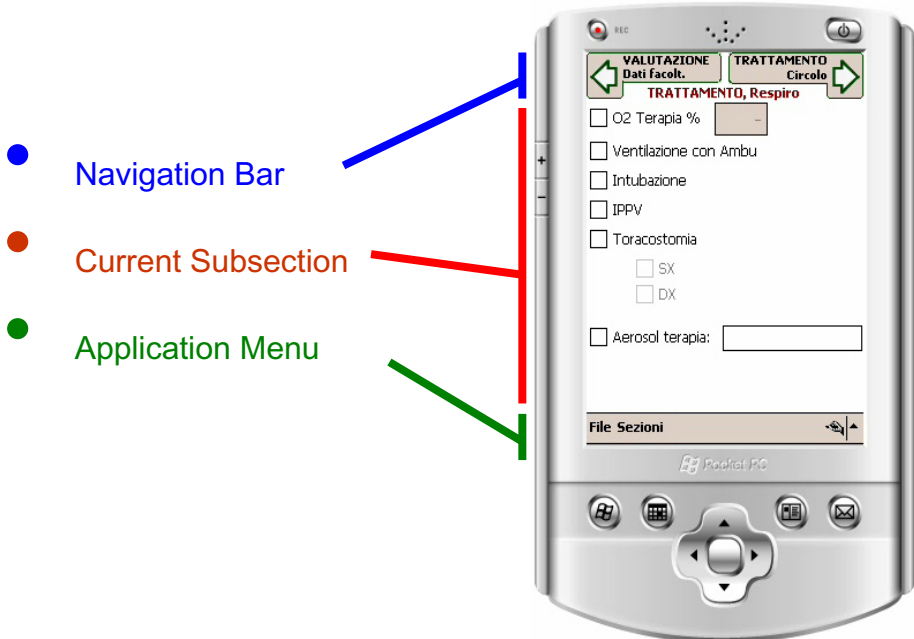 Navigation Bar
Current Subsection
Application Menu
REC
VALUTAZIONE
Dati facolt.
TRATTAMENTO
Circolo
TRATTAMENTO, Respiro
O2 Terapia %
Ventilazione con Ambu
Intubazione
IPPV
Toracostomia
SX
DX
Aerosol terapia:
File Sezioni
Pocket PC